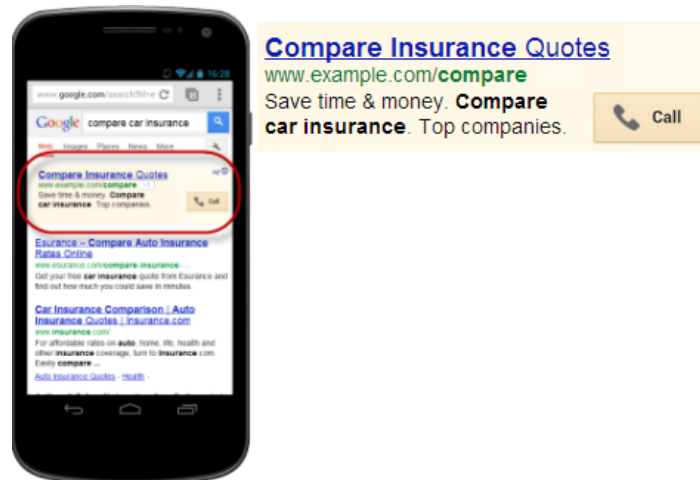 16:28
www.google.com/search?hl=e
Google compare car insurance
Web Images Places News More
Compare Insurance Quotes
Ad
www.example.com/compare
Save time & money. Compare
car insurance. Top companies.
Call
Esurance – Compare Auto Insurance
Rates Online
www.esurance.com/compare-insurance-...
Get your free car insurance quote from Esurance and
find out how much you could save in minutes.
Car Insurance Comparison | Auto
Insurance Quotes | Insurance.com
www.insurance.com/
For affordable rates on auto, home, life, health and
other insurance coverage, turn to Insurance.com.
Easily compare ...
Auto Insurance Quotes - Health -
Compare Insurance Quotes
www.example.com/compare
Save time & money. Compare
car insurance. Top companies.
Call